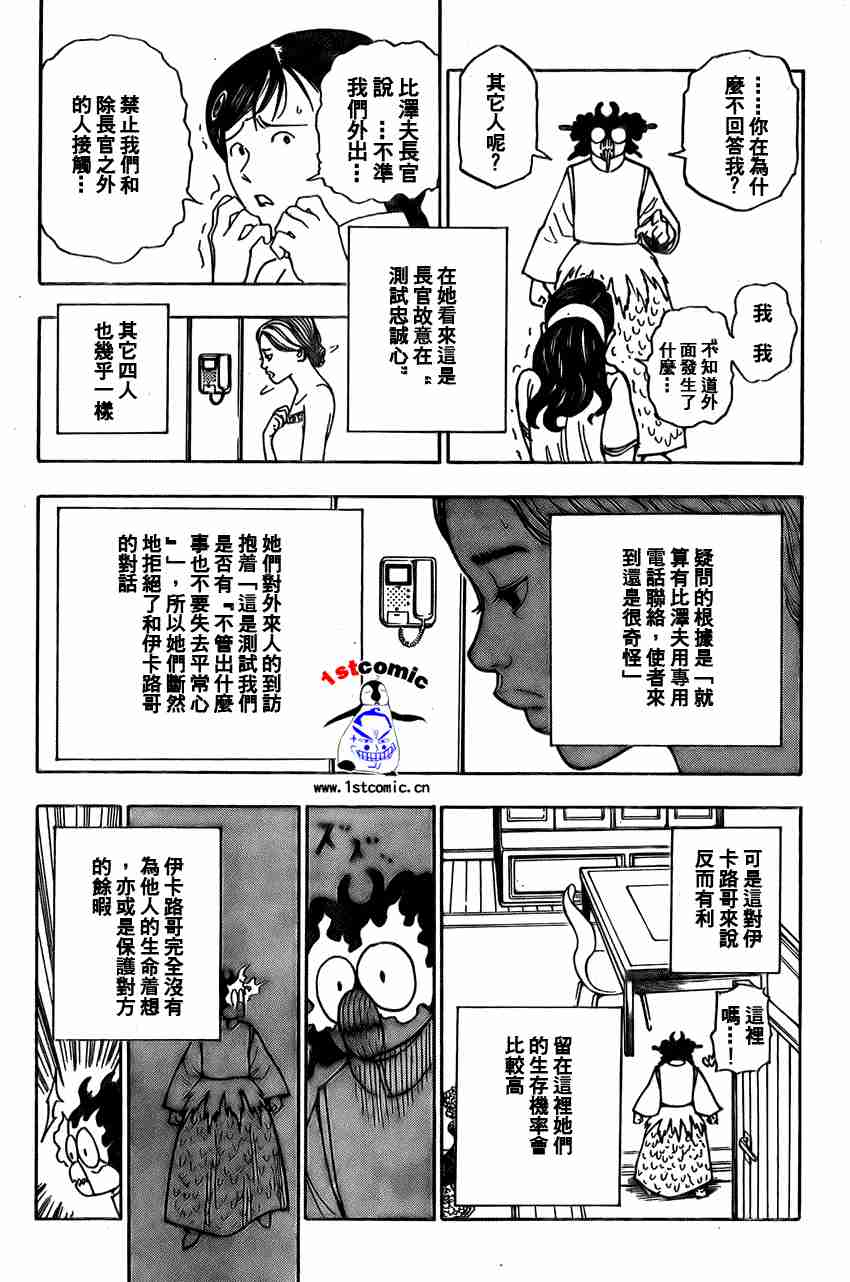 ……你在為什
麼不回答我？
其它人呢？
我
我
“不知道外
面發生了
什麼…
比澤夫長官
說…不準
我們外出…
禁止我們和
除長官之外
的人接觸…
在她看來這是
長官故意在“
測試忠誠心”
其它四人
也幾乎一樣
疑問的根據是「就
算有比澤夫用專用
電話聯絡，使者來
到還是很奇怪」
她們對外來人的到訪
抱着「這是測試我們
是否有『不管出什麼
事也不要失去平常心
』」，所以她們斷然
地拒絕了和伊卡路哥
的對話
1stcomic
www.1stcomic.cn
可是這對伊
卡路哥來說
反而有利
這裡
嗎…！
留在這裡她們
的生存機率會
比較高
ズズ
伊卡路哥完全沒有
為他人的生命着想
，亦或是保護對方
的餘暇